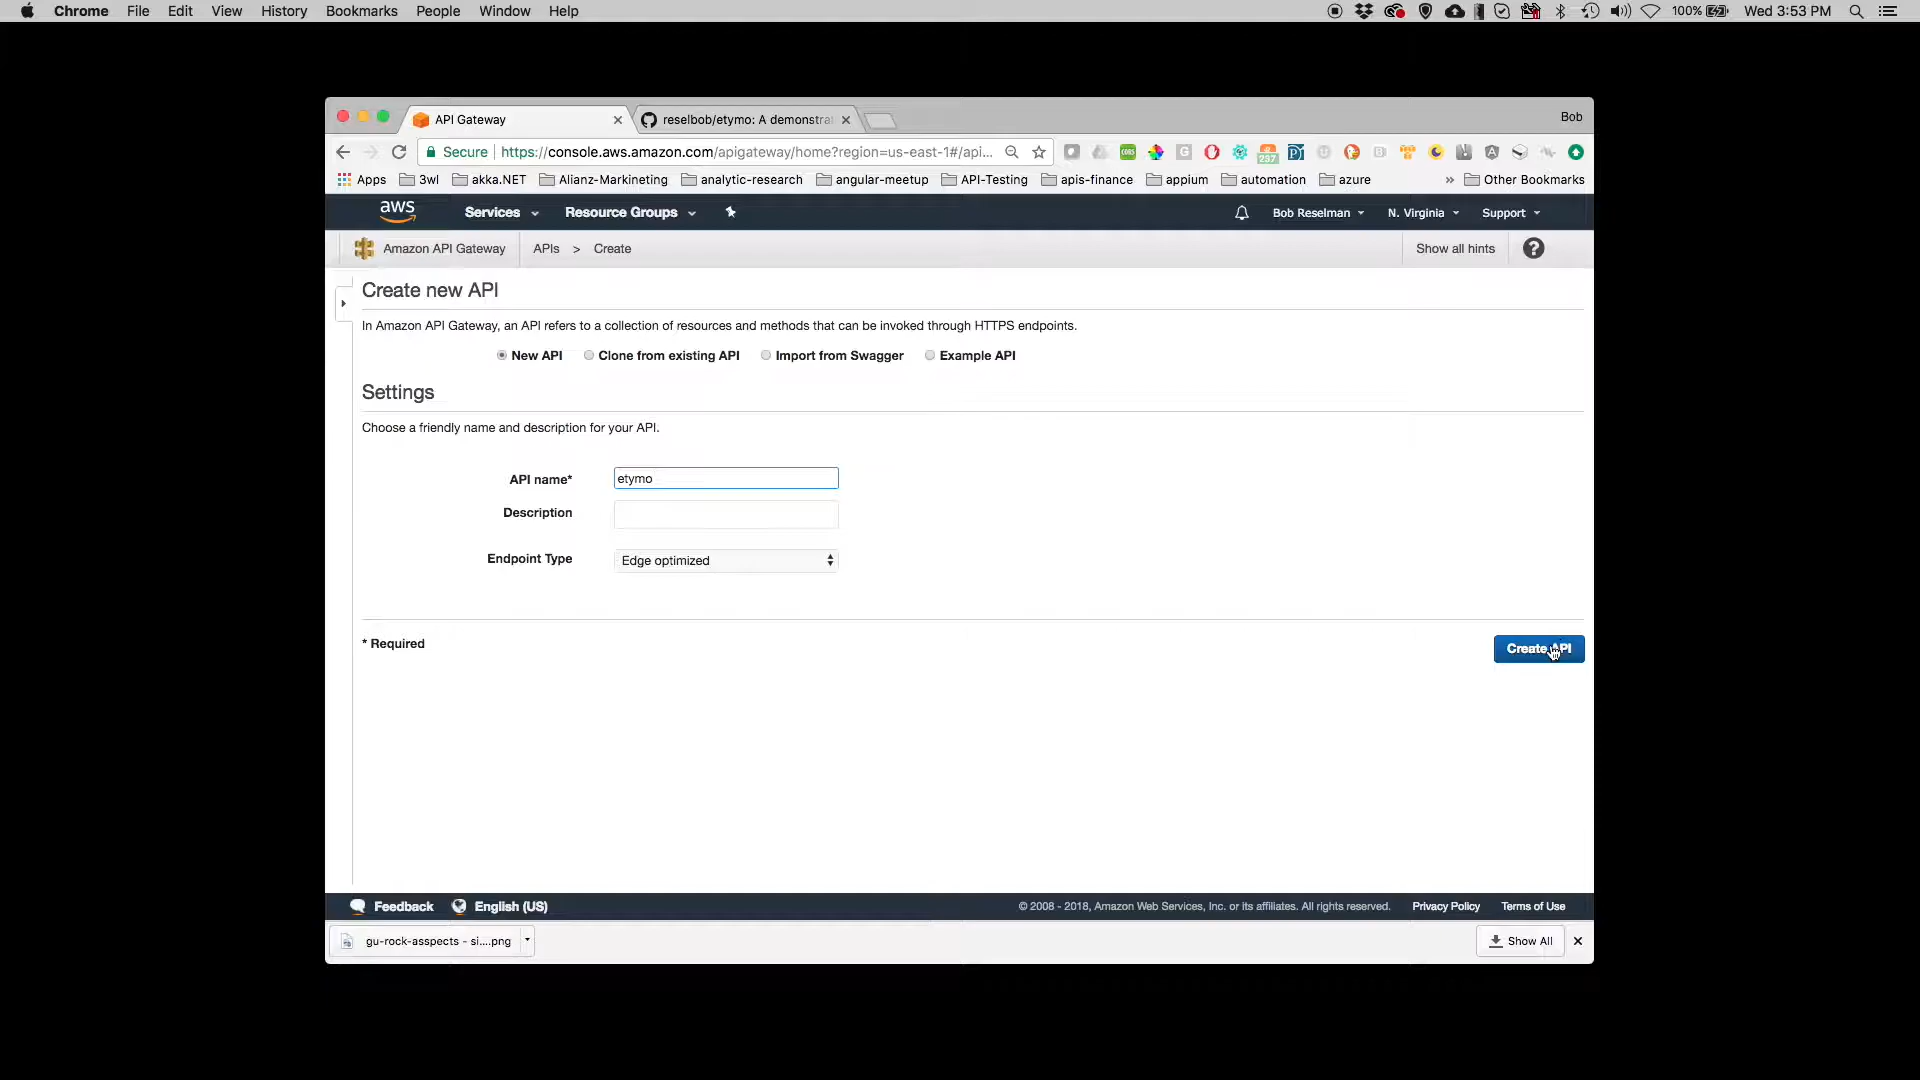 Chrome File Edit View History Bookmarks People Window Help 100% Wed 3:53 PM
API Gateway reselbob/etymo: A demonstra Bob
Secure https://console.aws.amazon.com/apigateway/home?region=us-east-1#/api... 237
Apps 3wl akka.NET Alianz-Markineting analytic-research angular-meetup API-Testing apis-finance appium automation azure » Other Bookmarks
aws Services Resource Groups Bob Reselman N. Virginia Support
Amazon API Gateway APIs > Create Show all hints ?
Create new API
In Amazon API Gateway, an API refers to a collection of resources and methods that can be invoked through HTTPS endpoints.
New API Clone from existing API Import from Swagger Example API
Settings
Choose a friendly name and description for your API.
API name* etymo
Description
Endpoint Type Edge optimized
* Required
Create API
Feedback English (US) © 2008 - 2018, Amazon Web Services, Inc. or its affiliates. All rights reserved. Privacy Policy Terms of Use
gu-rock-asspects - si....png Show All